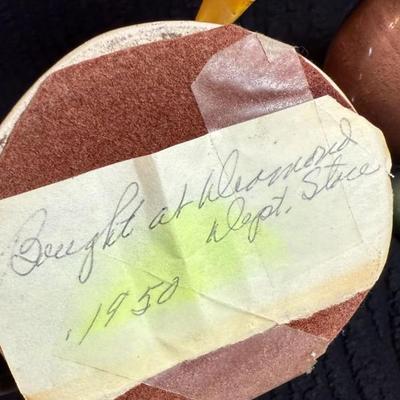 Bought at Diamond
Dept. Store
1950